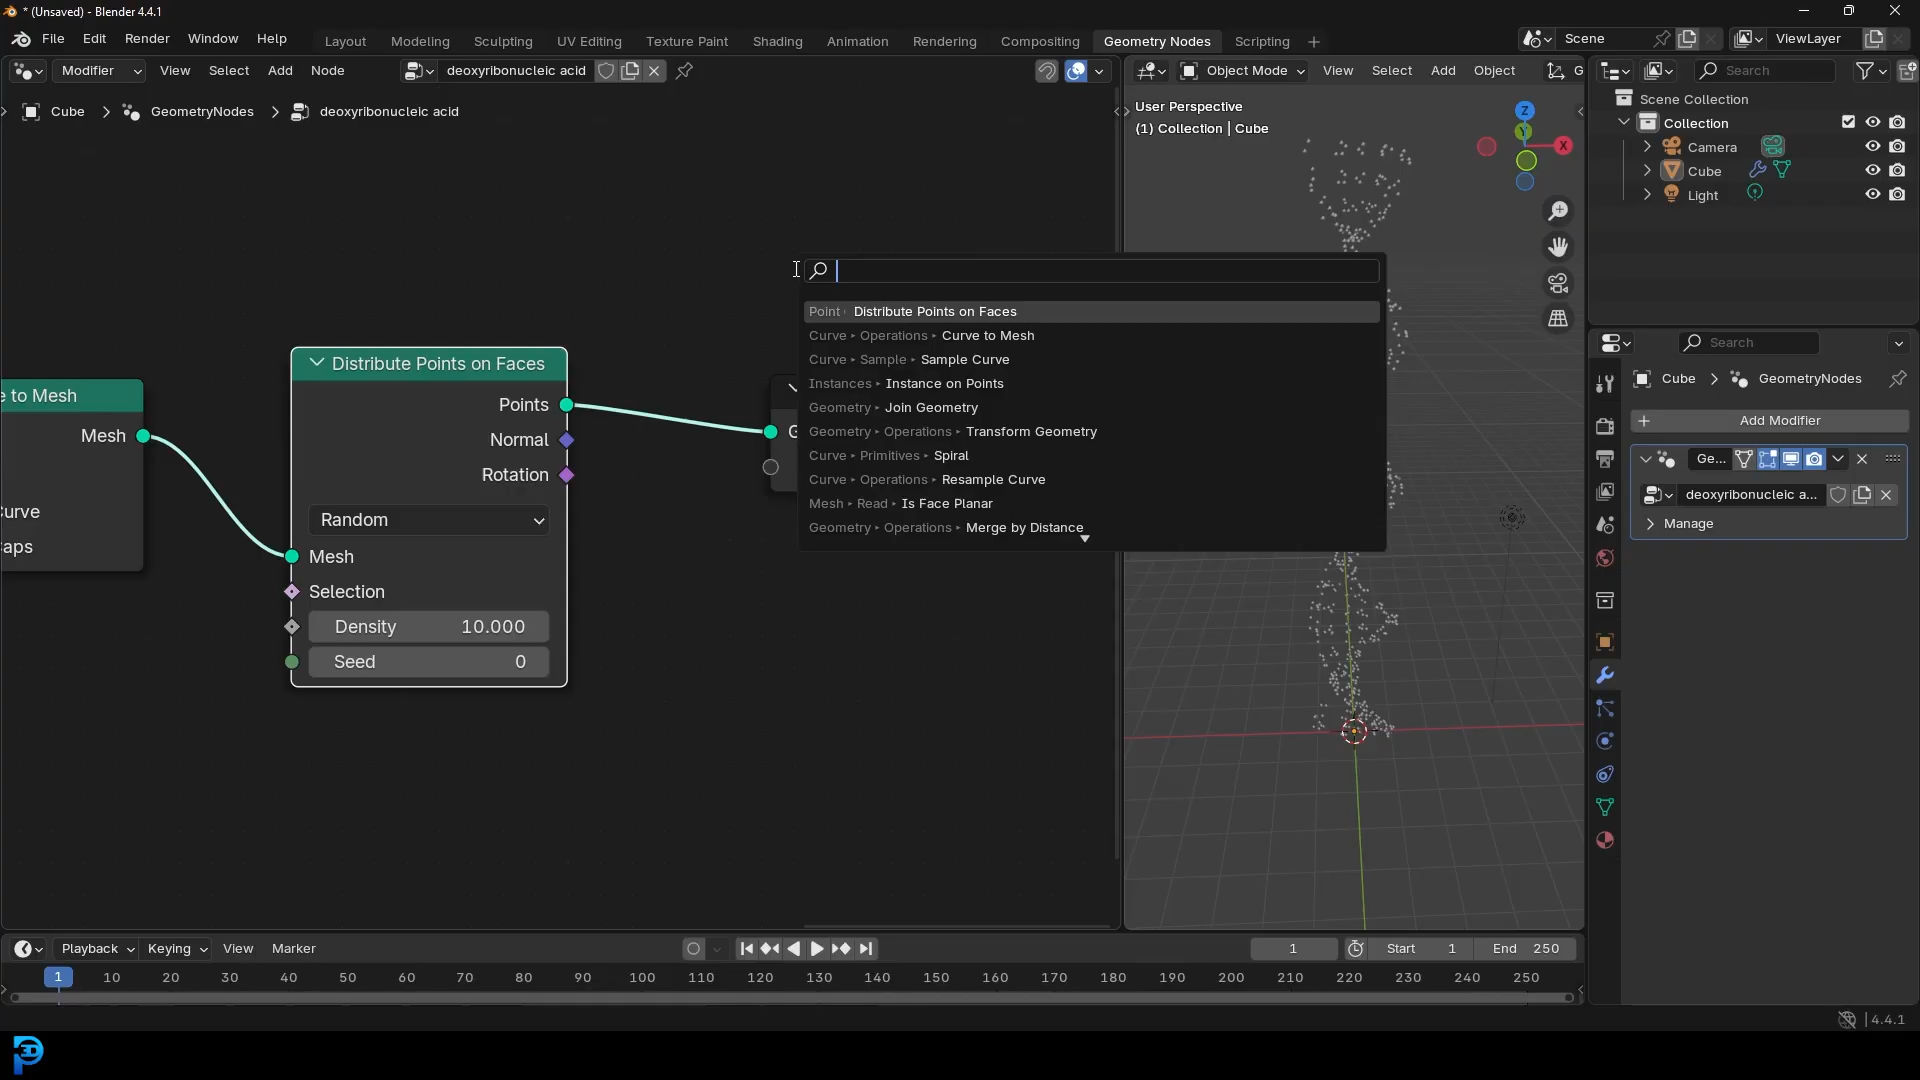 * (Unsaved) - Blender 4.4.1
File Edit Render Window Help
Layout Modeling Sculpting UV Editing Texture Paint Shading Animation Rendering Compositing Geometry Nodes Scripting +
Scene
ViewLayer
Modifier View Select Add Node
deoxyribonucleic acid
Object Mode View Select Add Object G
Search
Cube > GeometryNodes > deoxyribonucleic acid
User Perspective
(1) Collection | Cube
Z
Y
X
Scene Collection
Collection
Camera
Cube
Light
Point
Distribute Points on Faces
Curve Operations Curve to Mesh
Curve Sample Sample Curve
Instances Instance on Points
Geometry Join Geometry
Geometry Operations Transform Geometry
Curve Primitives Spiral
Curve Operations Resample Curve
Mesh Read Is Face Planar
Geometry Operations Merge by Distance
e to Mesh
Mesh
urve
aps
Distribute Points on Faces
Points
Normal
Rotation
Random
Mesh
Selection
Density 10.000
Seed 0
Search
Cube > GeometryNodes
+ Add Modifier
Ge...
deoxyribonucleic a...
Manage
Playback Keying View Marker
1
Start 1
End 250
1 10 20 30 40 50 60 70 80 90 100 110 120 130 140 150 160 170 180 190 200 210 220 230 240 250
4.4.1
3D